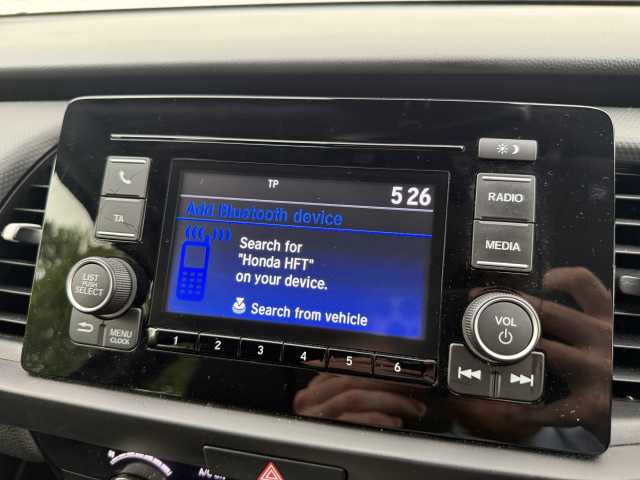 TP
5 26
Add Bluetooth device
Search for
"Honda HFT"
on your device.
Search from vehicle
TA
LIST
PUSH
SELECT
MENU
CLOCK
1 2 3 4 5 6
RADIO
MEDIA
VOL
A/C